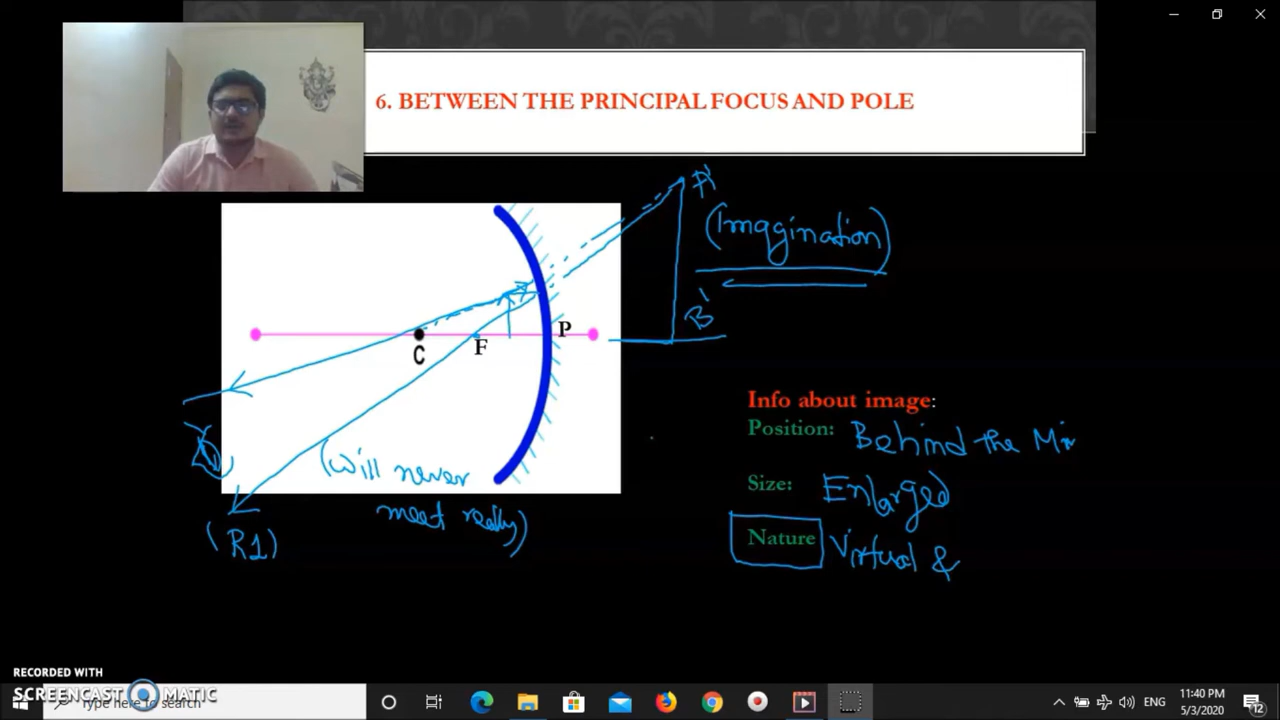 6. BETWEEN THE PRINCIPAL FOCUS AND POLE
A'
(Imagination)
B'
P
C
F
Info about image:
Position: Behind the Mir
(Will never
meet really)
Size: Enlarged
(R1)
Nature Virtual &
RECORDED WITH
SCREENCAST MATIC
Type here to search
ENG
11:40 PM
5/3/2020
12